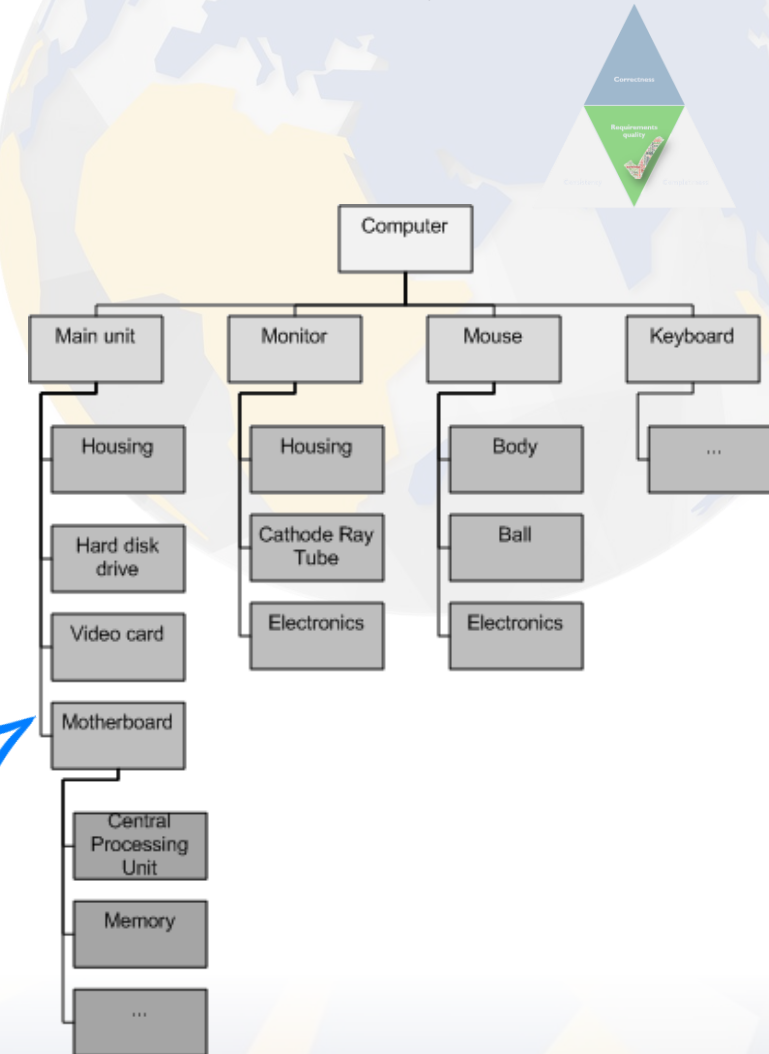 Correctness
Requirements
quality
Computer
Main unit
Monitor
Mouse
Keyboard
Housing
Housing
Body
...
Hard disk
drive
Cathode Ray
Tube
Ball
Video card
Electronics
Electronics
Motherboard
Central
Processing
Unit
Memory
...